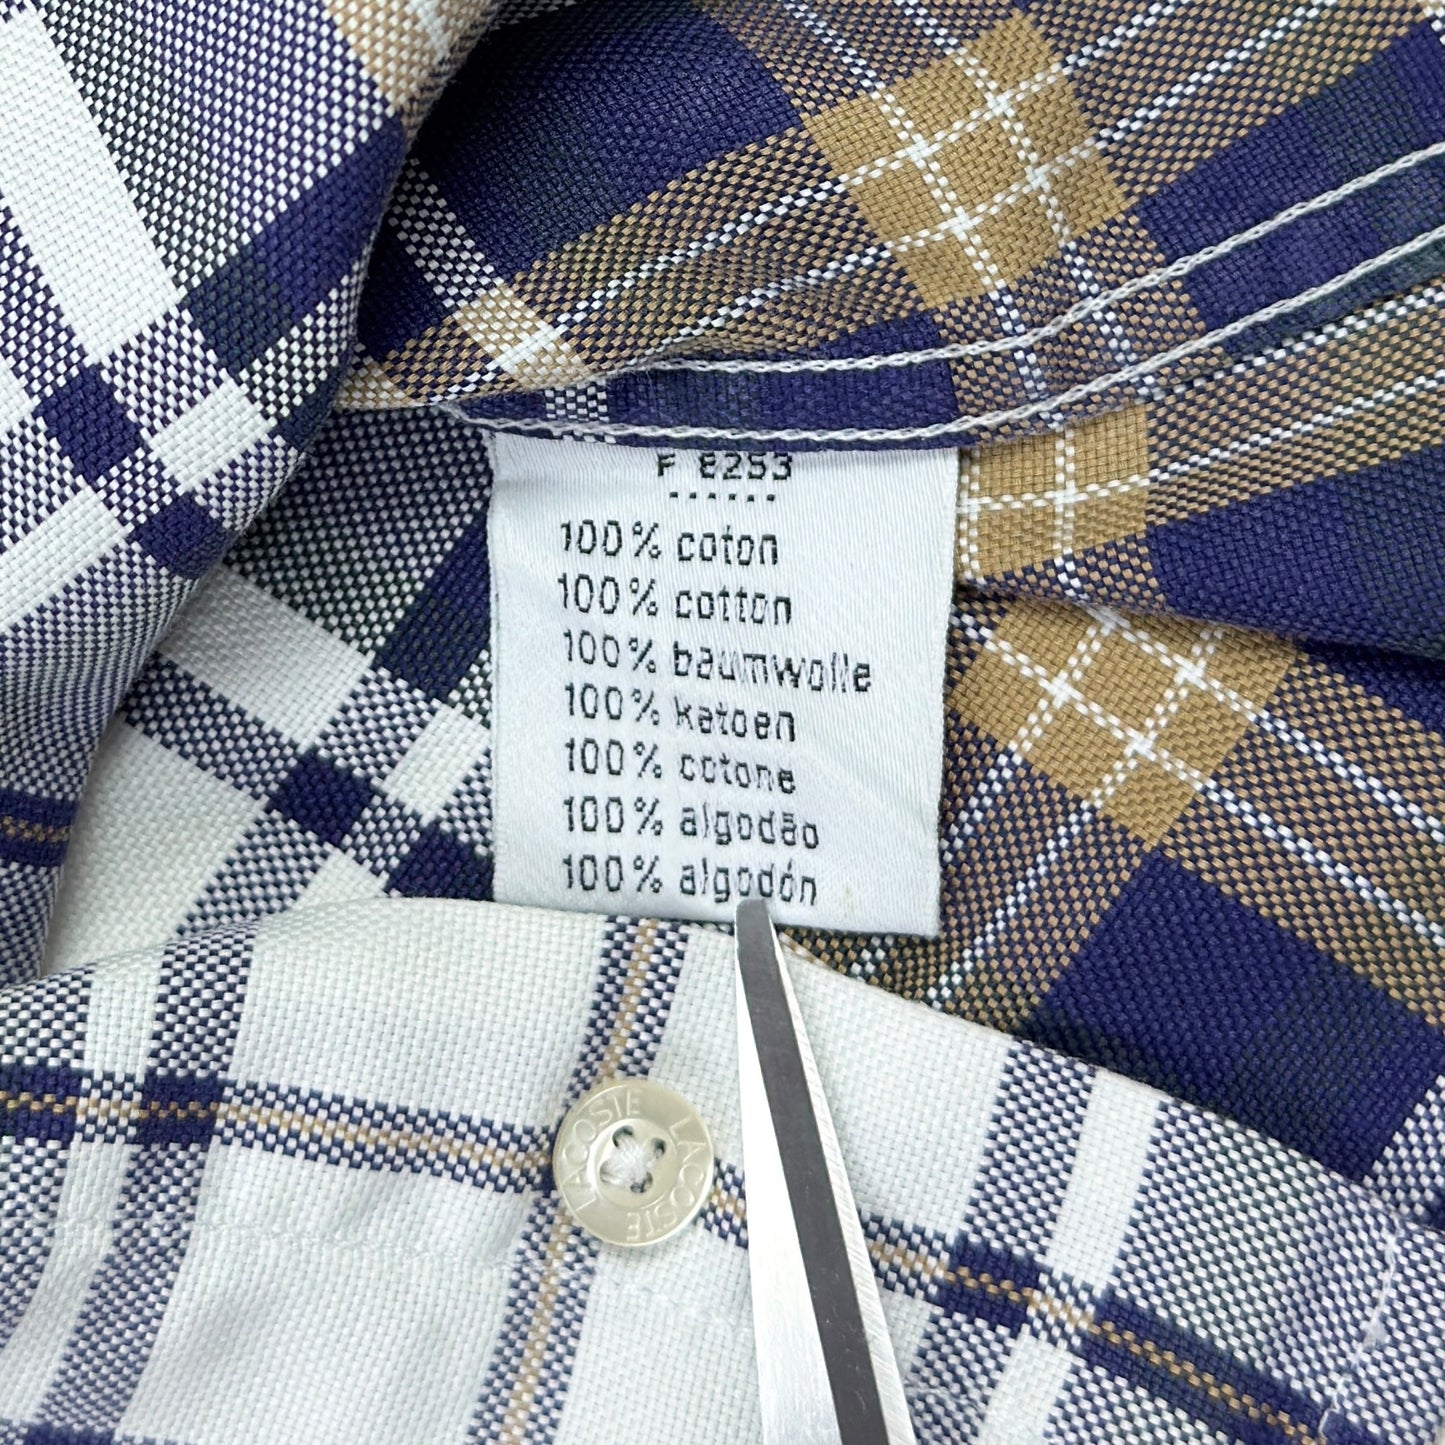 F 8253
100% coton
100% cotton
100% baumwolle
100% katoen
100% cotone
100% algodão
100% algodón
LACOSTE LACOSTE